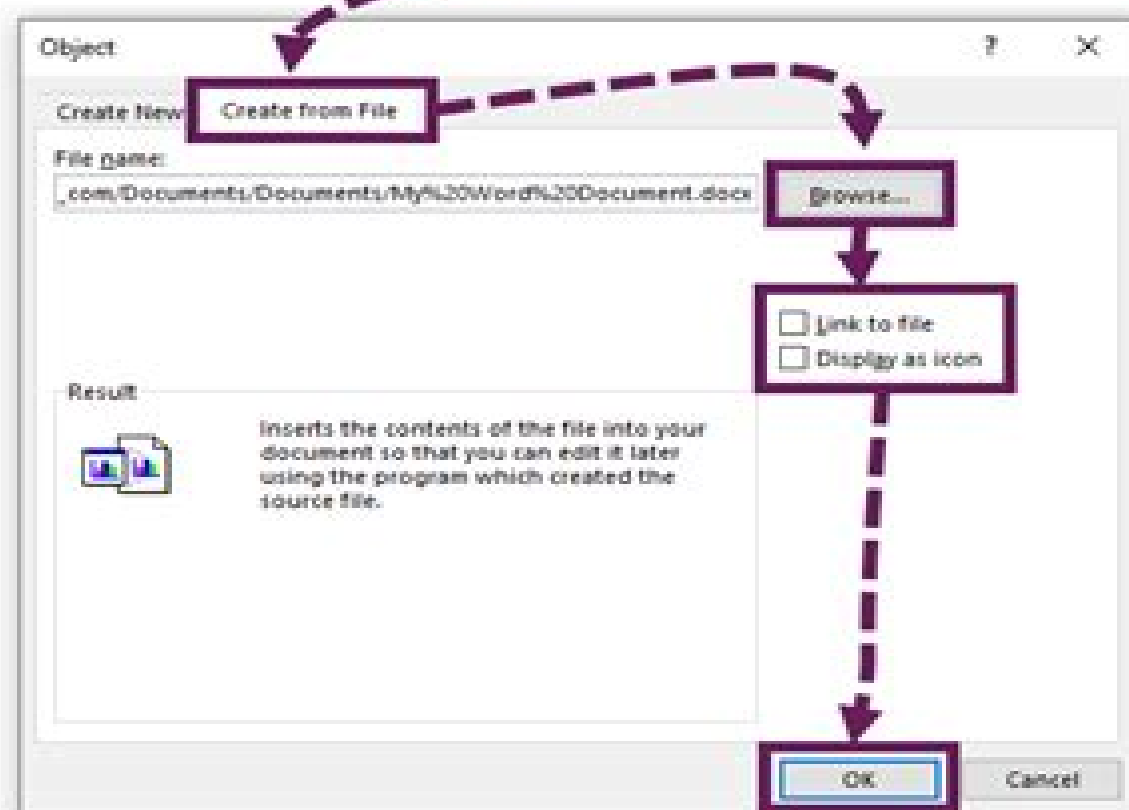 Object
?
Create New
Create from File
File name:
.com/Documents/Documents/My%20Word%20Document.docx
Browse...
Link to file
Display as icon
Result
Inserts the contents of the file into your
document so that you can edit it later
using the program which created the
source file.
OK
Cancel